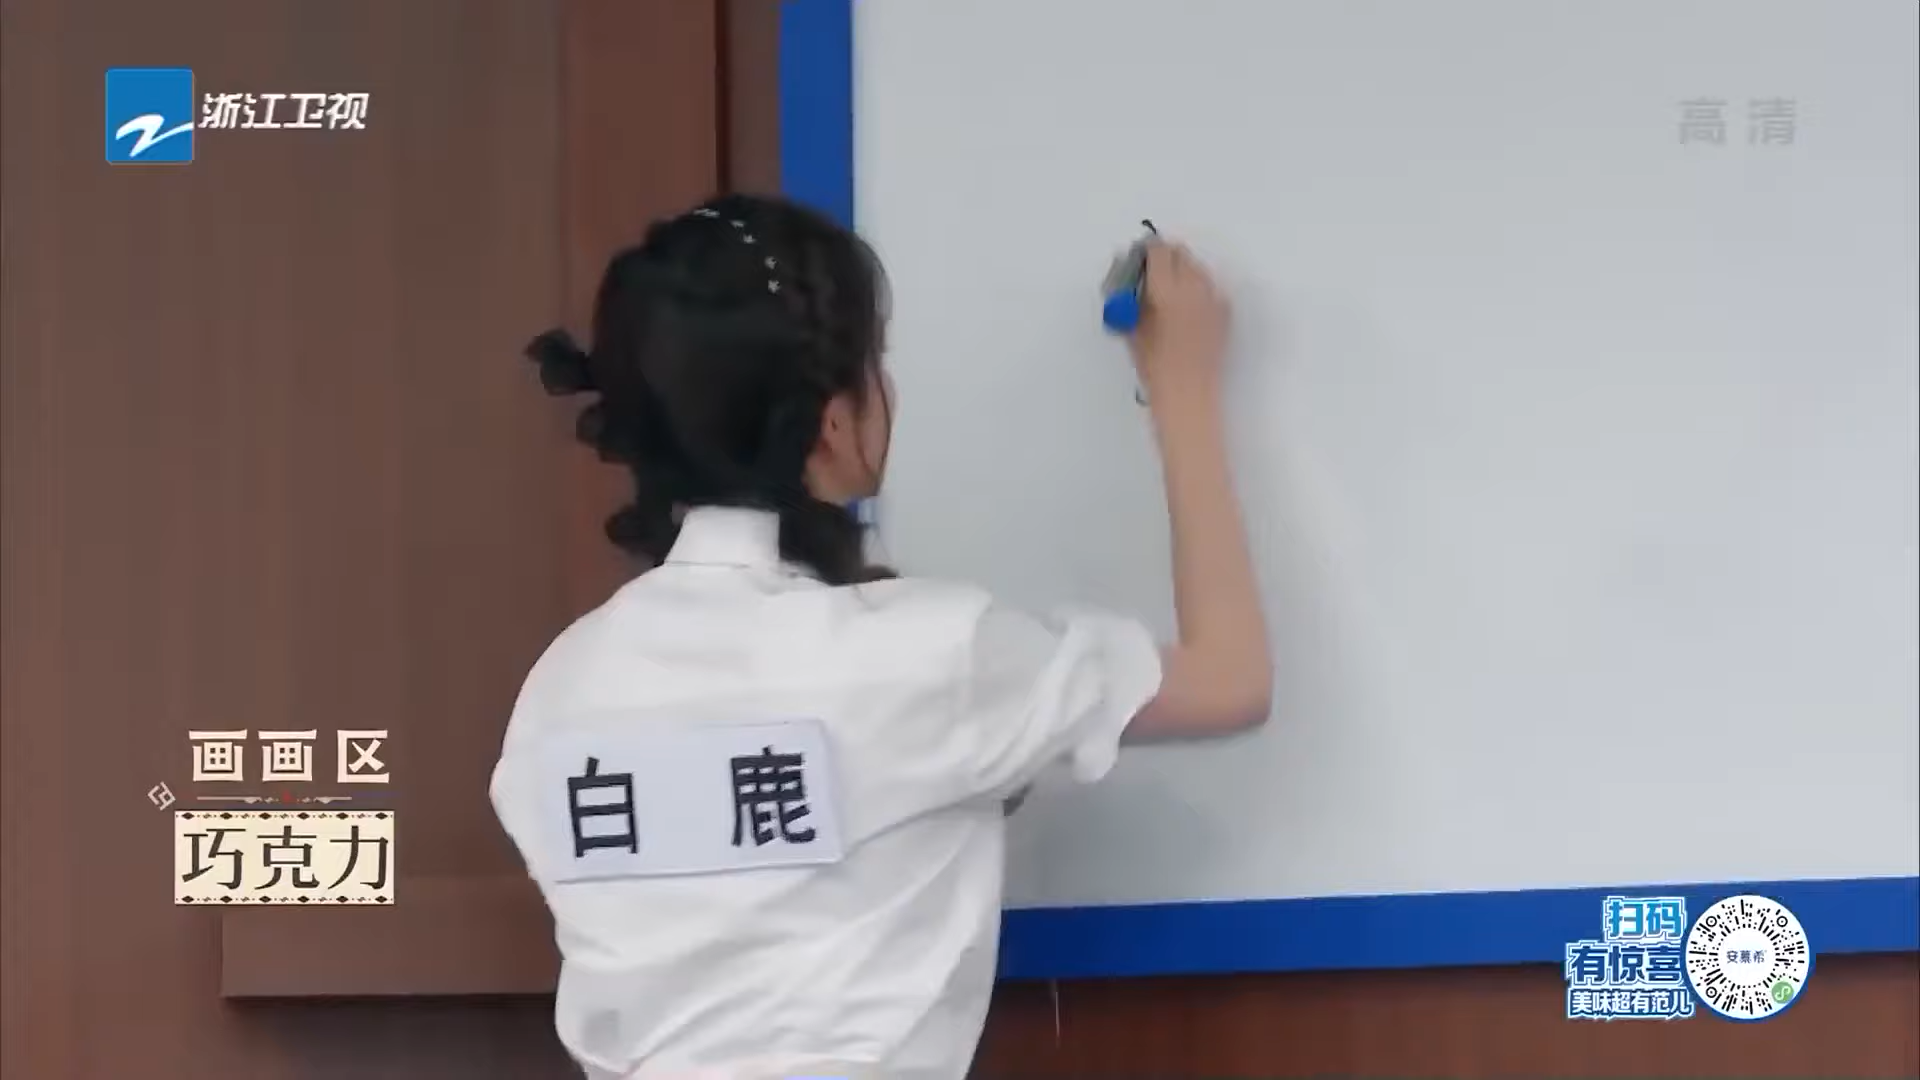 浙江卫视
高清
画画区
巧克力
白鹿
扫码
有惊喜
美味超有范儿
安慕希